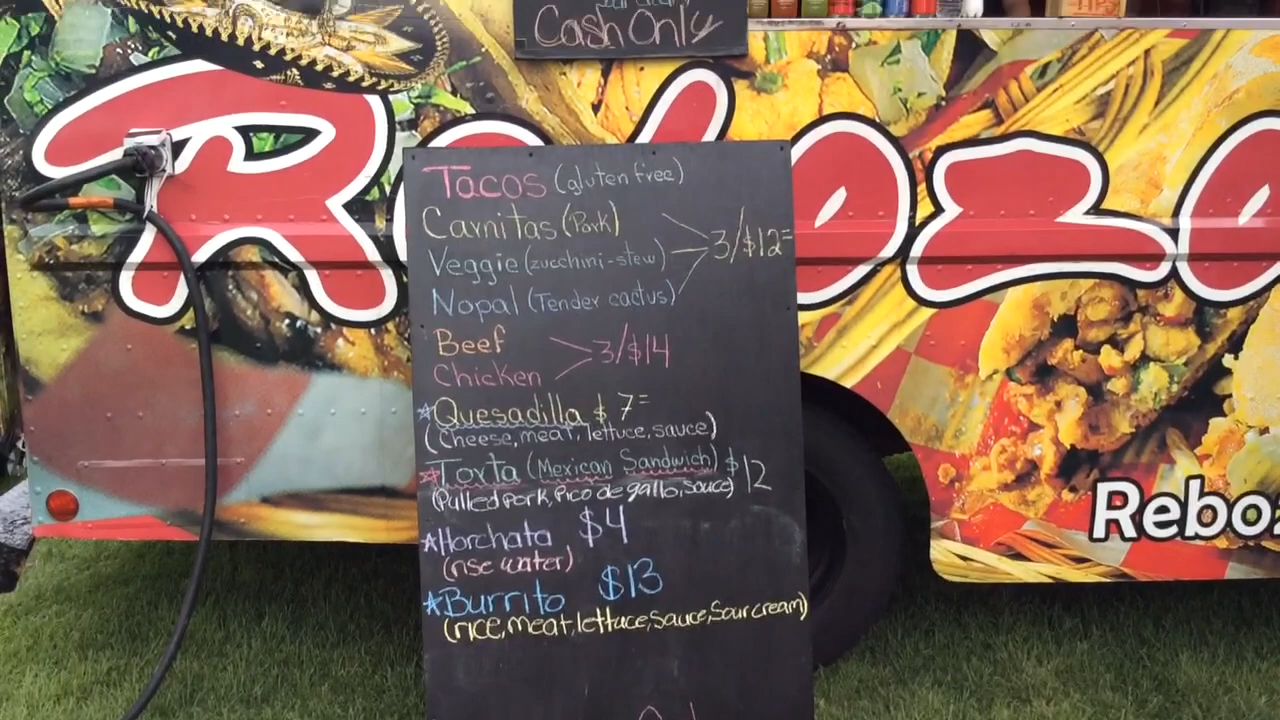 Cash Only
TIPS
Tacos (gluten free)
Carnitas (Pork)
Veggie (zucchini-stew) 3/$12=
Nopal (Tender cactus)
Beef
Chicken 3/$14
Quesadilla $ 7=
(Cheese, meat, lettuce, sauce)
Torta (Mexican Sandwich) $12
(Pulled pork, Pico de gallo, sauce)
Horchata $4
(rise water)
Burrito $13
(rice, meat, lettuce, sauce, Sour cream)
Rebo